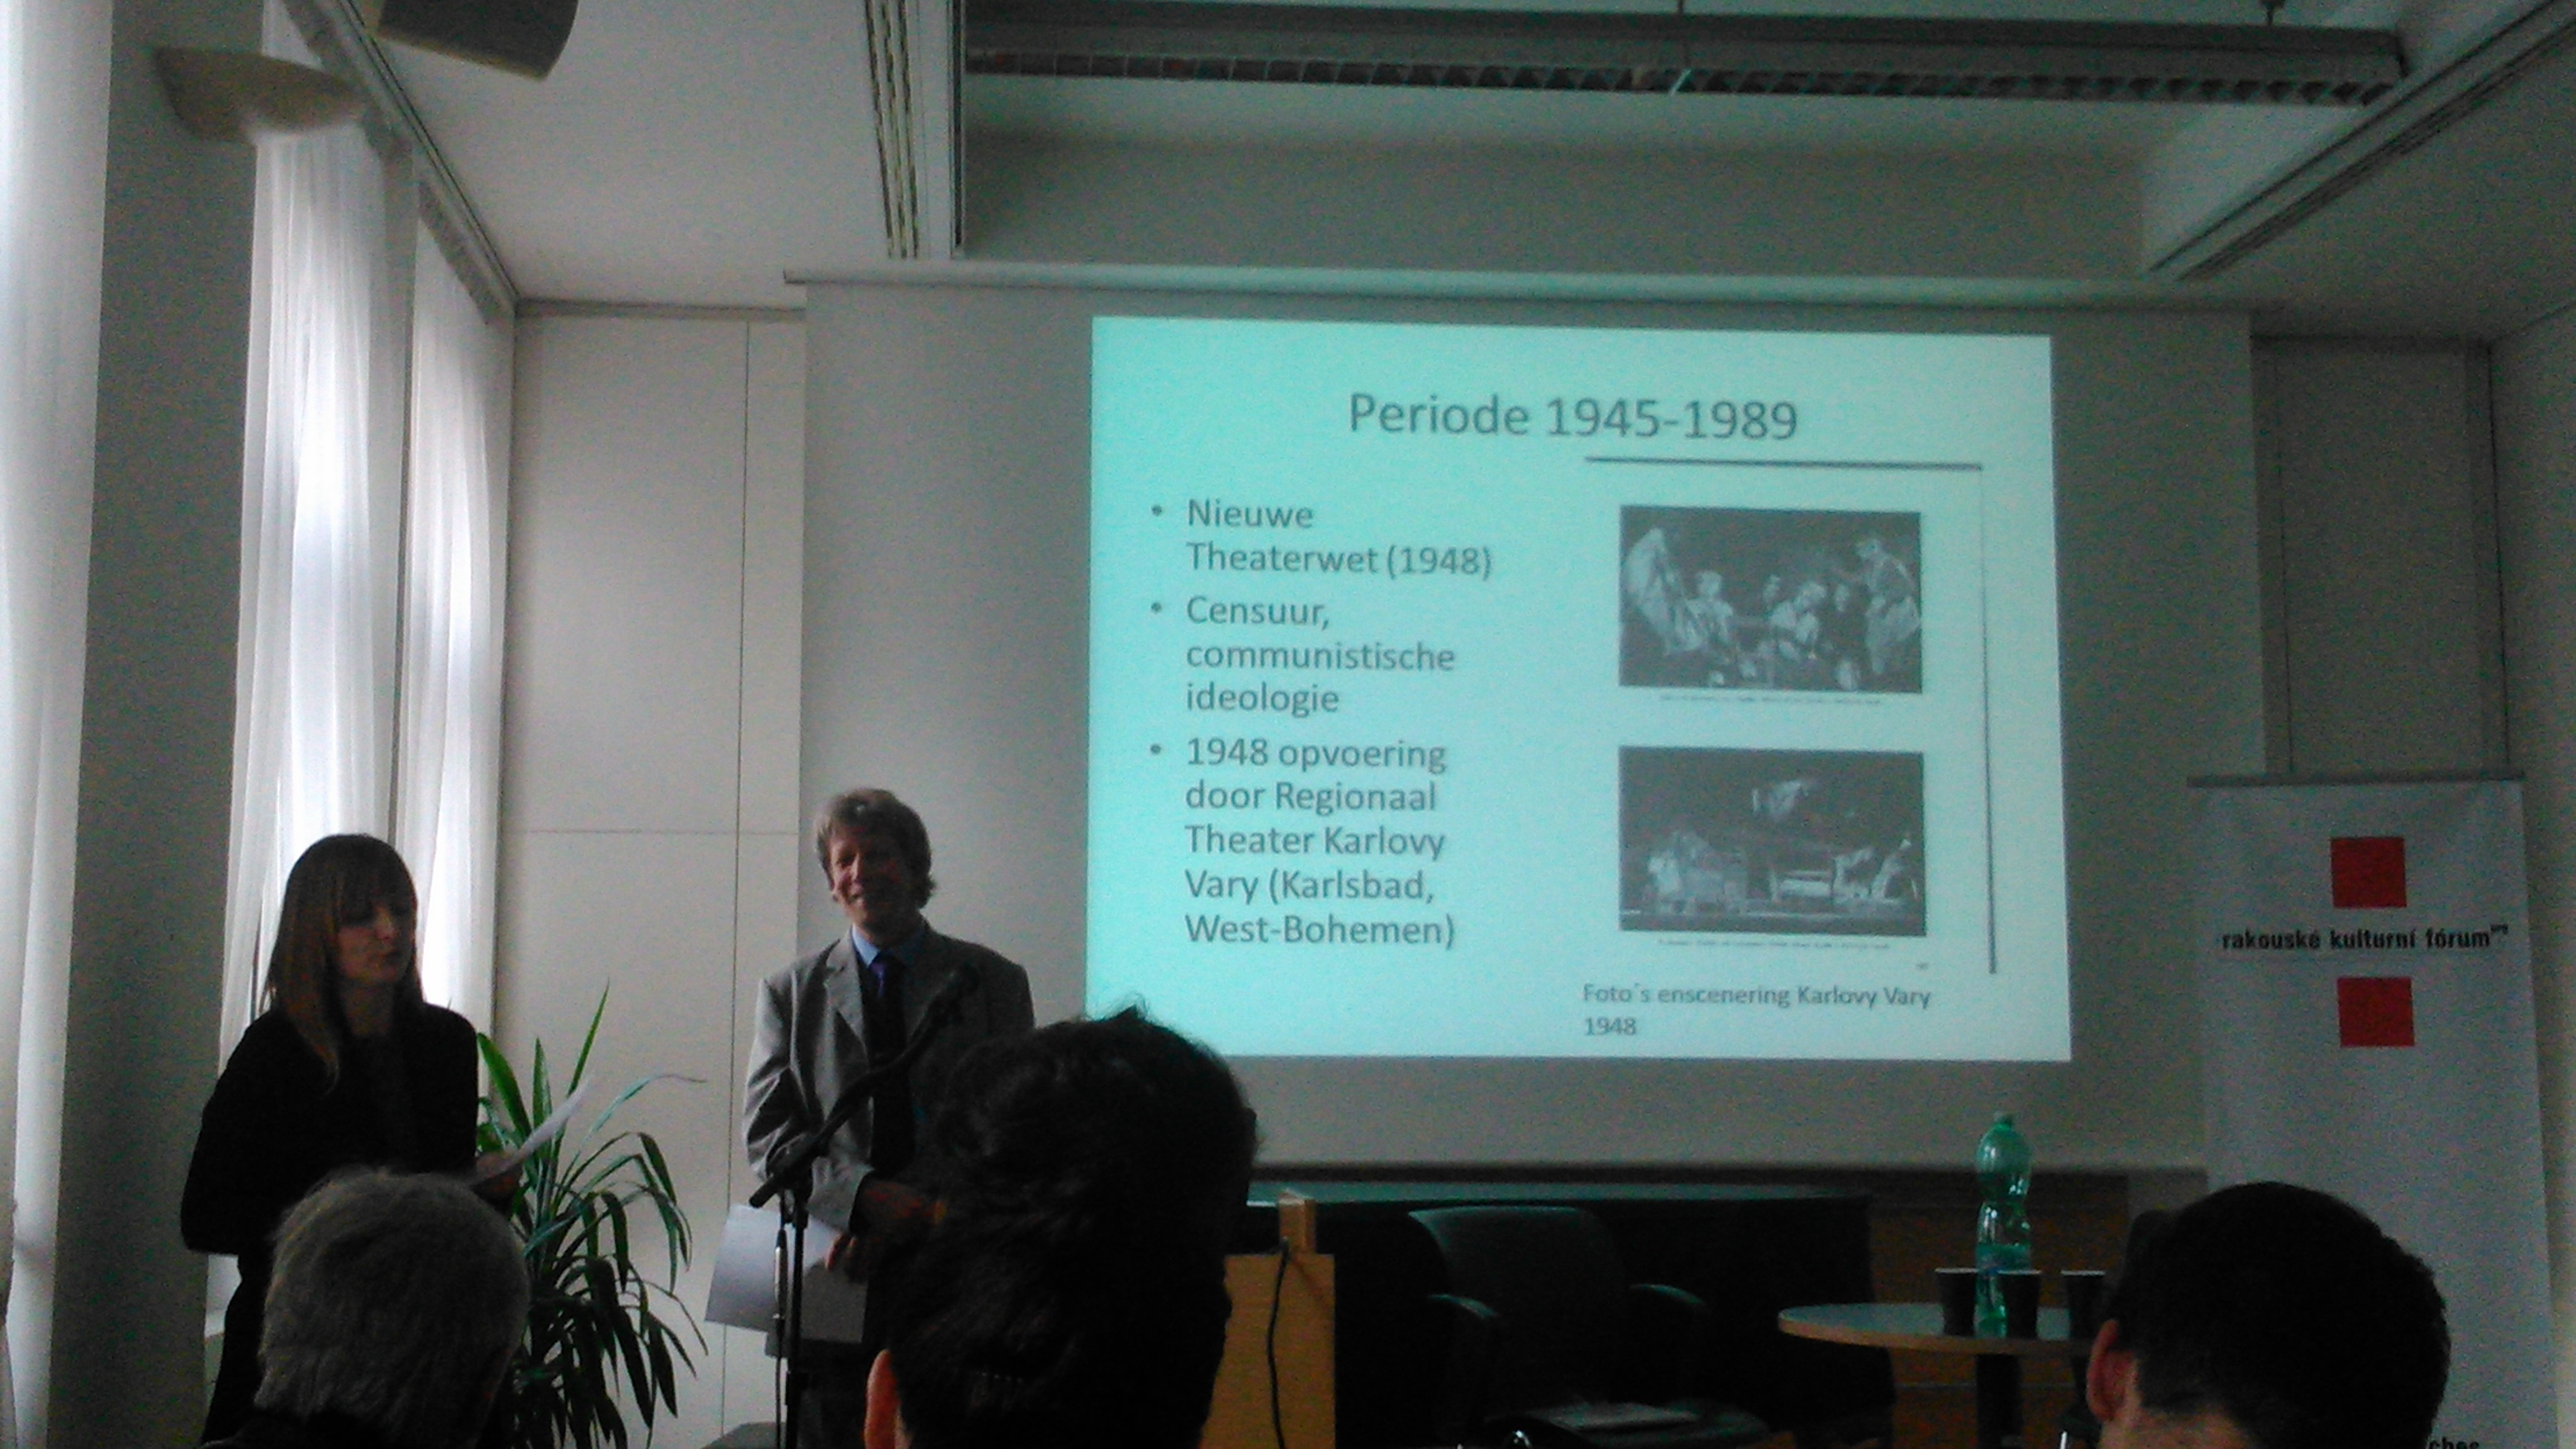 Periode 1945-1989
• Nieuwe
Theaterwet (1948)
• Censuur,
communistische
ideologie
• 1948 opvoering
door Regionaal
Theater Karlovy
Vary (Karlsbad,
West-Bohemen)
Foto´s enscenering Karlovy Vary
1948
rakouské kulturní fórum